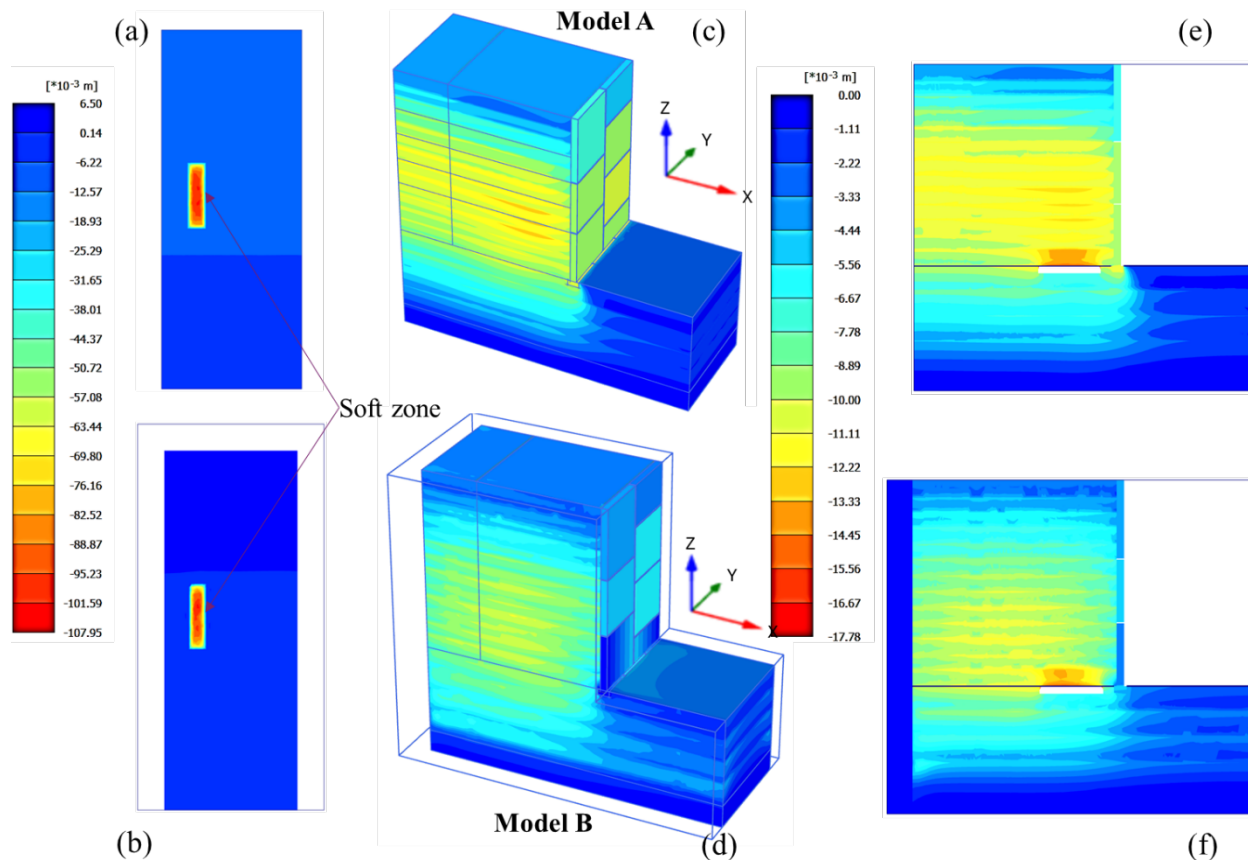 (a)
Model A
(c)
(e)
[*10⁻³ m]
6.50
0.14
-6.22
-12.57
-18.93
-25.29
-31.65
-38.01
-44.37
-50.72
-57.08
-63.44
-69.80
-76.16
-82.52
-88.87
-95.23
-101.59
-107.95
Z
Y
X
[*10⁻³ m]
0.00
-1.11
-2.22
-3.33
-4.44
-5.56
-6.67
-7.78
-8.89
-10.00
-11.11
-12.22
-13.33
-14.45
-15.56
-16.67
-17.78
Soft zone
Z
Y
X
(b)
Model B
(d)
(f)